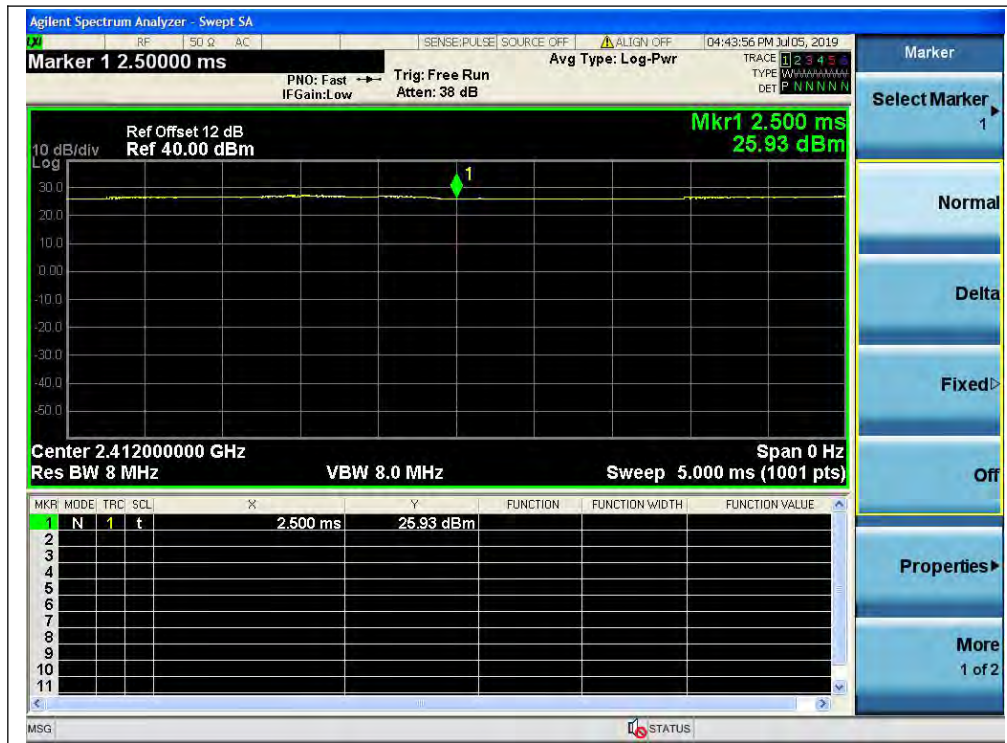 Agilent Spectrum Analyzer - Swept SA
LXI RF 50 Ω AC SENSE:PULSE SOURCE OFF ALIGN OFF 04:43:56 PM Jul 05, 2019
Marker 1 2.50000 ms
PNO: Fast
IFGain:Low
Trig: Free Run
Atten: 38 dB
Avg Type: Log-Pwr
TRACE 1 2 3 4 5 6
TYPE
DET P N N N N N
Mkr1 2.500 ms
25.93 dBm
Ref Offset 12 dB
10 dB/div Ref 40.00 dBm
Log
30.0
20.0
10.0
0.00
-10.0
-20.0
-30.0
-40.0
-50.0
1
Center 2.412000000 GHz Span 0 Hz
Res BW 8 MHz VBW 8.0 MHz Sweep 5.000 ms (1001 pts)
MKR MODE TRC SCL X Y FUNCTION FUNCTION WIDTH FUNCTION VALUE
1 N 1 t 2.500 ms 25.93 dBm
2
3
4
5
6
7
8
9
10
11
MSG STATUS
Marker
Select Marker
1
Normal
Delta
Fixed
Off
Properties
More
1 of 2